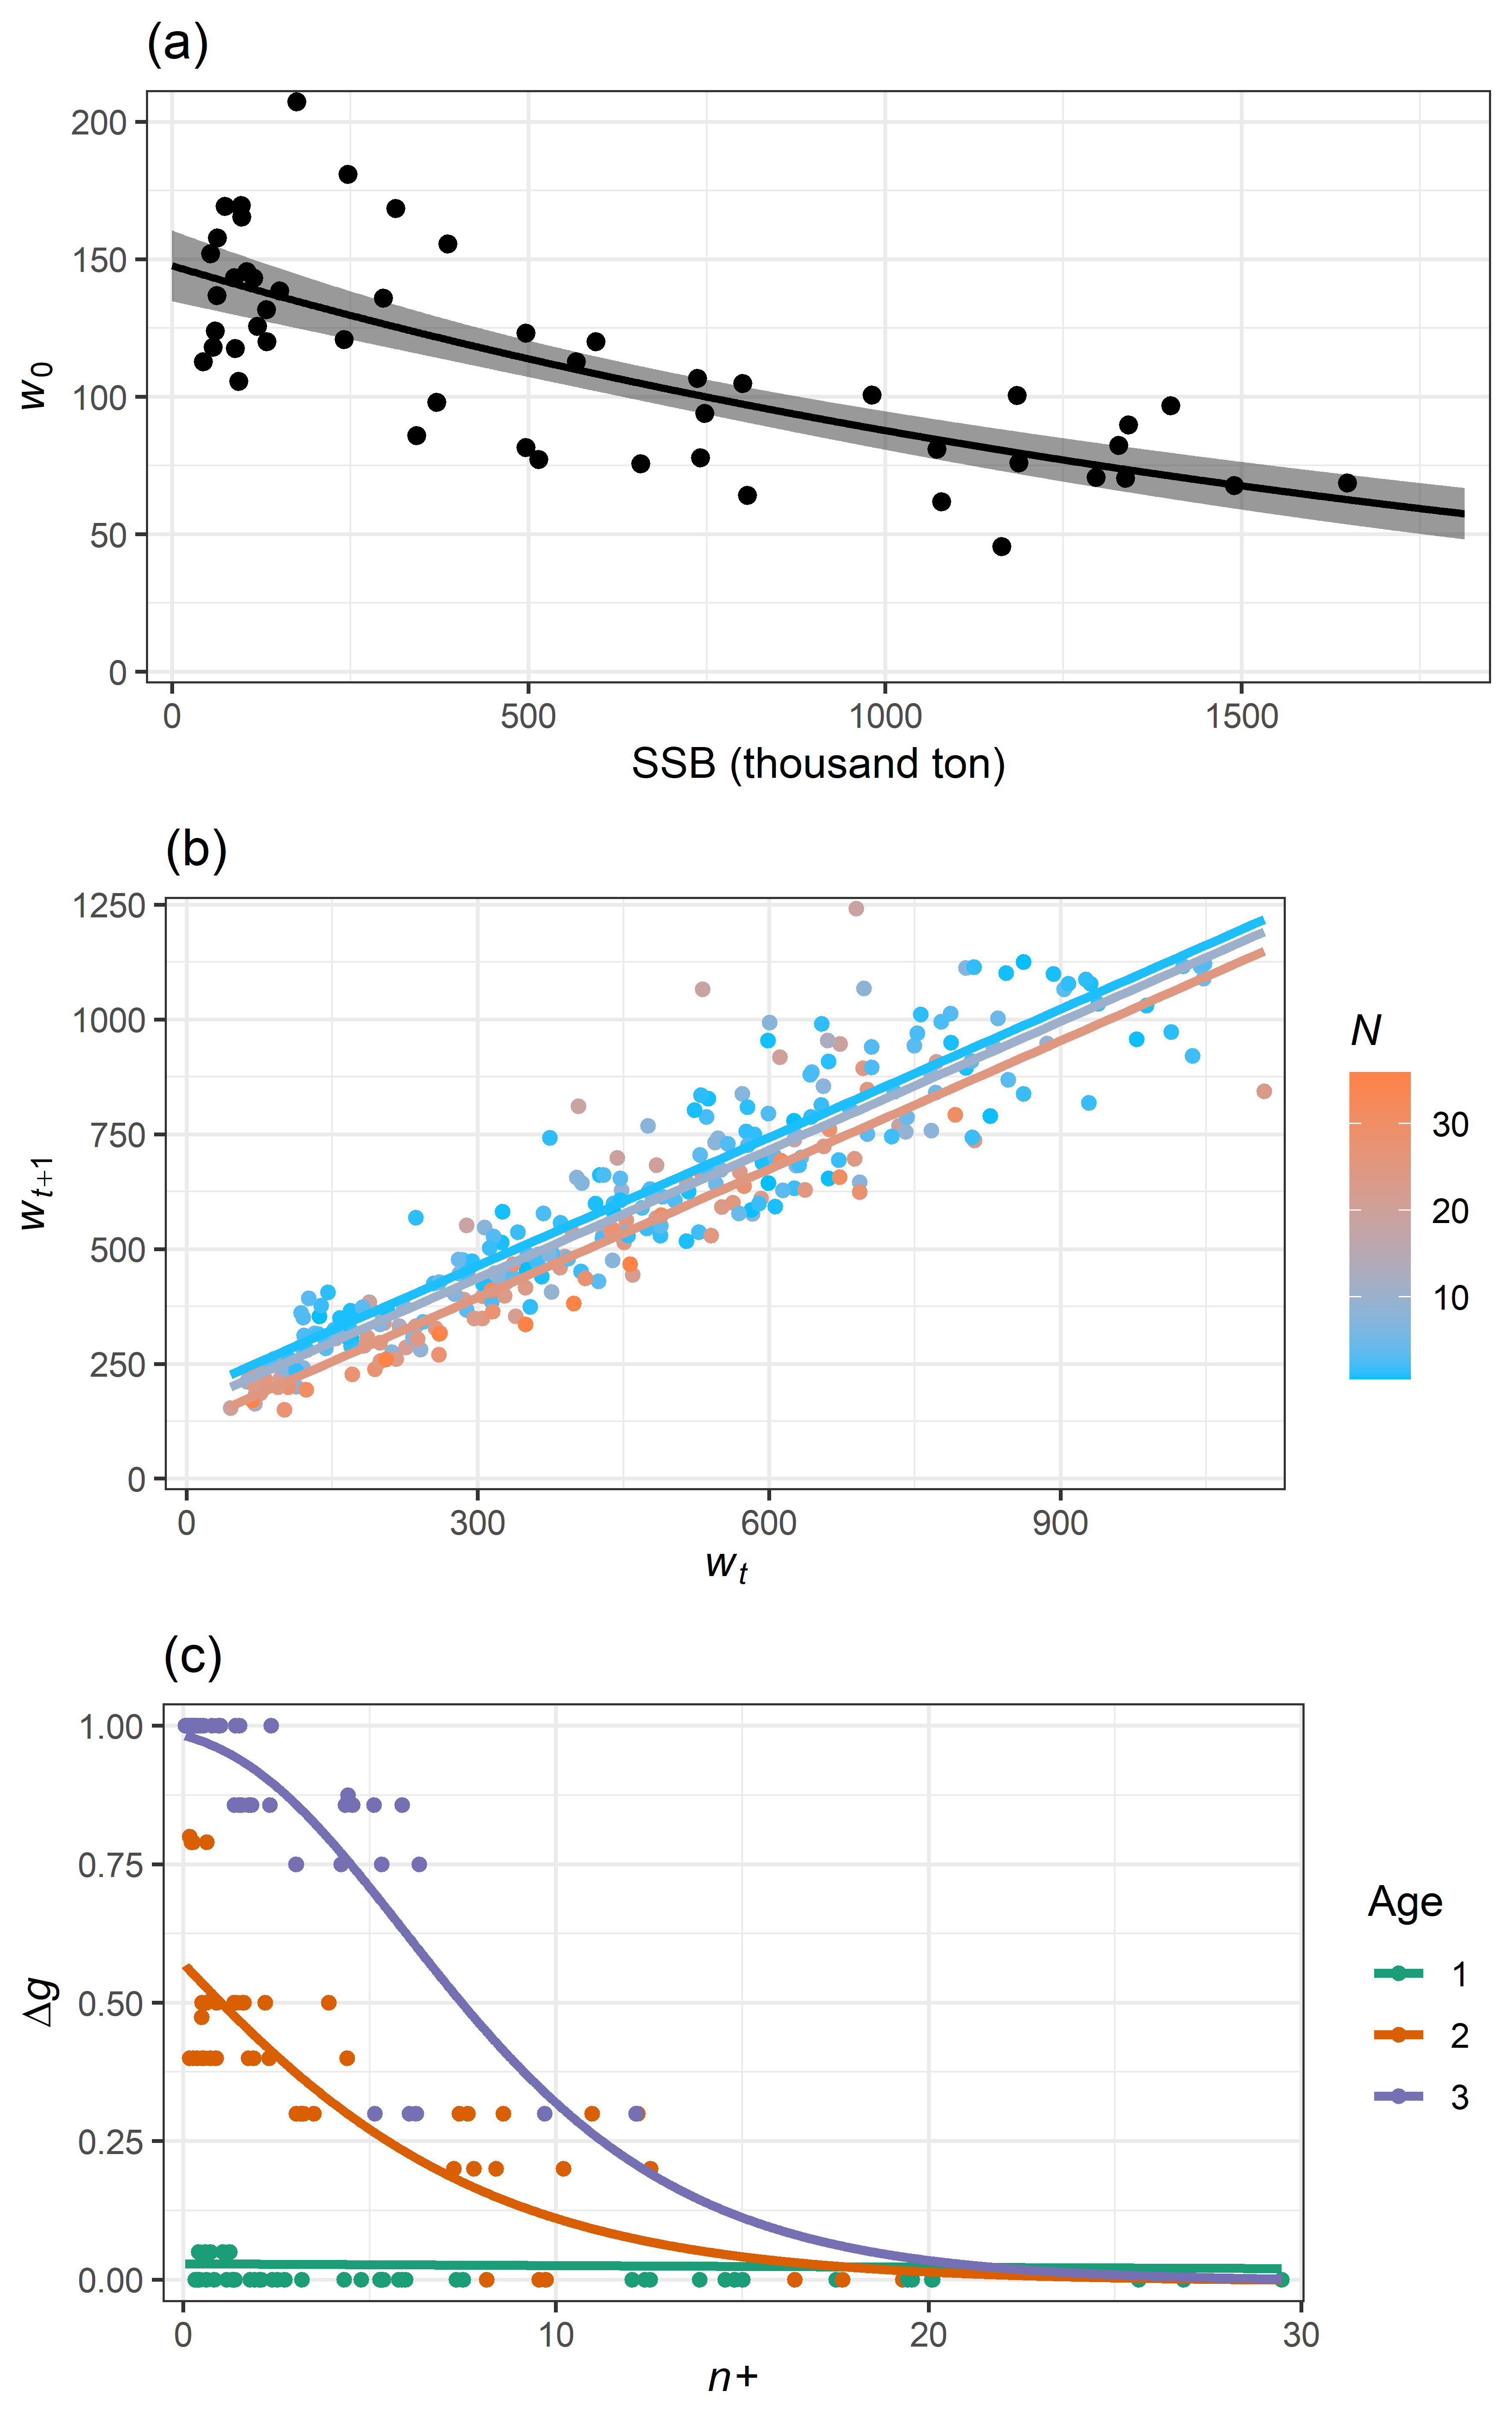 (a)
200
150
100
50
0
w0
0 500 1000 1500
SSB (thousand ton)
(b)
1250
1000
750
500
250
0
wt+1
0 300 600 900
wt
N
30
20
10
(c)
1.00
0.75
0.50
0.25
0.00
Δg
0 10 20 30
n+
Age
1
2
3